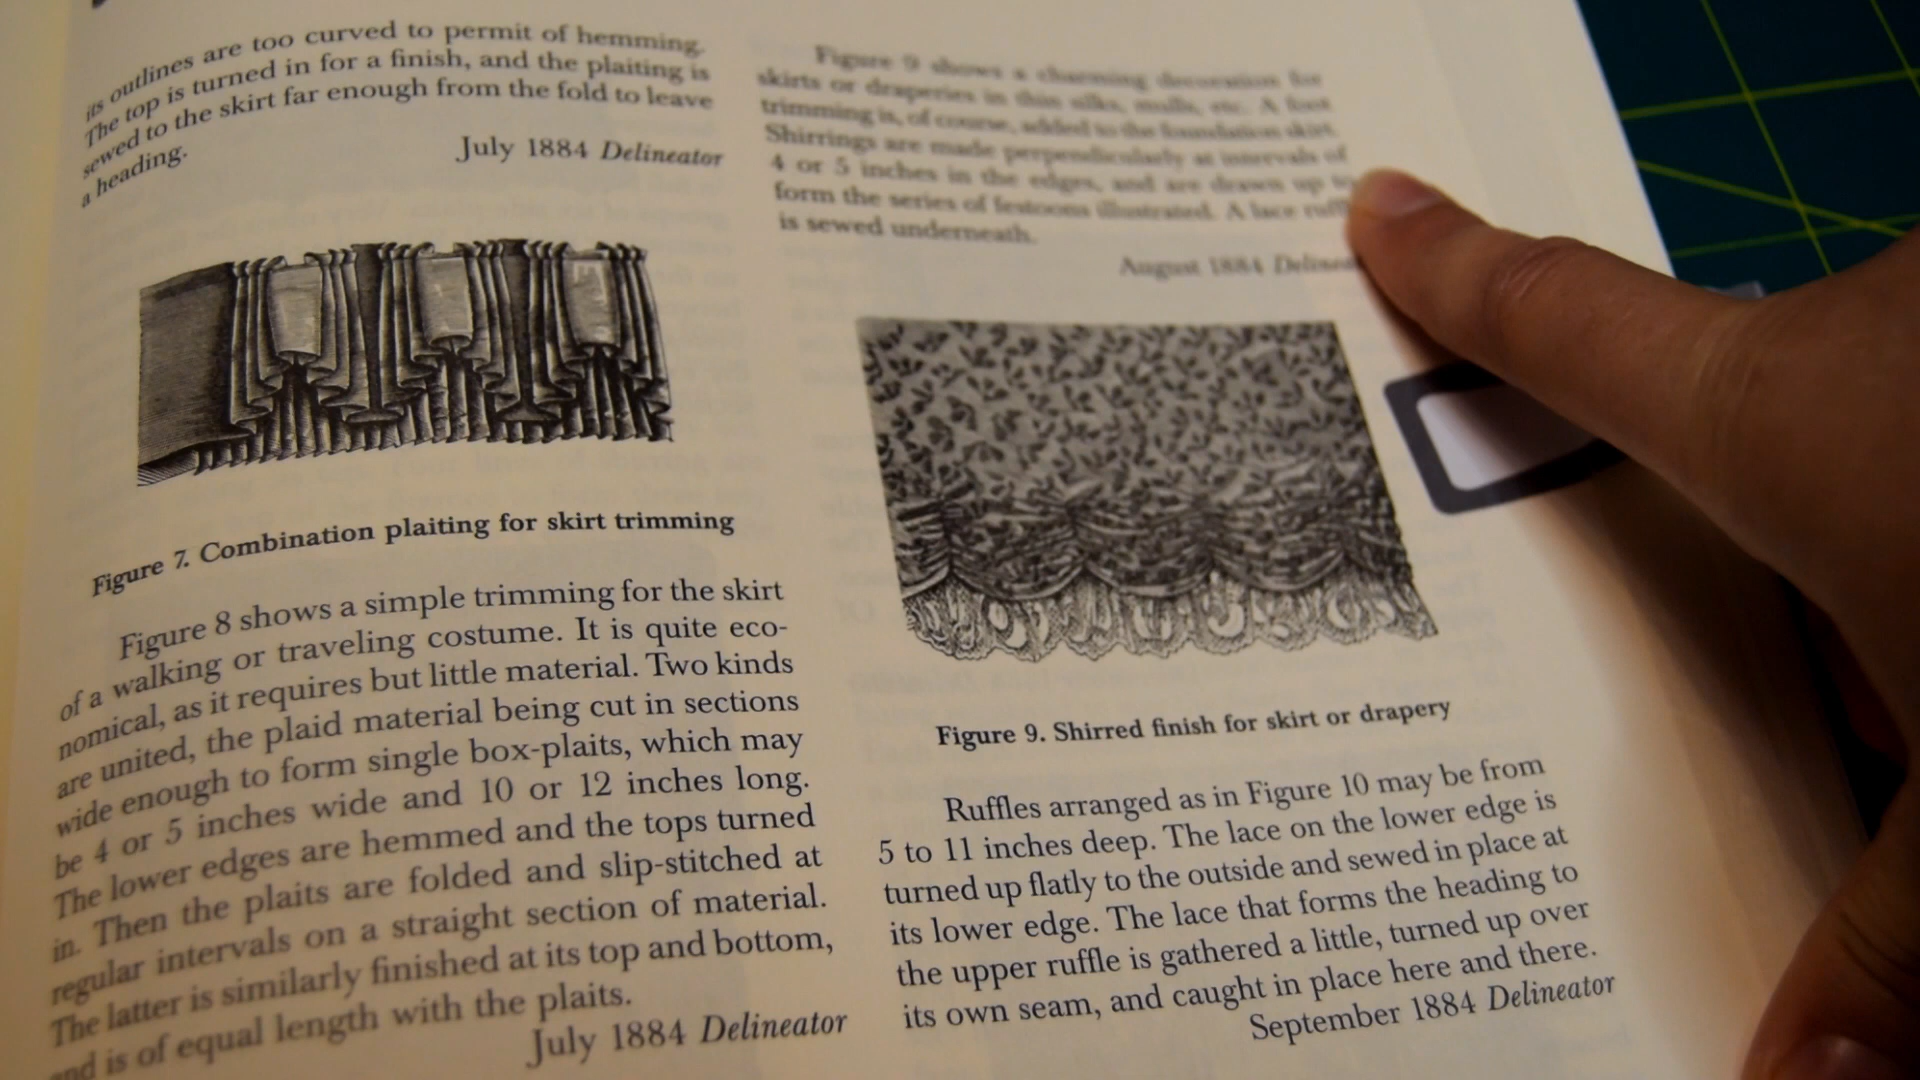 its outlines are too curved to permit of hemming.
The top is turned in for a finish, and the plaiting is
sewed to the skirt far enough from the fold to leave
a heading.
July 1884 Delineator
Figure 7. Combination plaiting for skirt trimming
Figure 8 shows a simple trimming for the skirt
of a walking or traveling costume. It is quite eco-
nomical, as it requires but little material. Two kinds
are united, the plaid material being cut in sections
wide enough to form single box-plaits, which may
be 4 or 5 inches wide and 10 or 12 inches long.
The lower edges are hemmed and the tops turned
in. Then the plaits are folded and slip-stitched at
regular intervals on a straight section of material.
The latter is similarly finished at its top and bottom,
and is of equal length with the plaits.
July 1884 Delineator
Figure 9 shows a charming decoration for
skirts or draperies in thin silks, mulls, etc. A foot
trimming is, of course, added to the foundation skirt.
Shirrings are made perpendicularly at intervals of
4 or 5 inches in the edges, and are drawn up to
form the series of festoons illustrated. A lace
is sewed underneath.
August 1884
Figure 9. Shirred finish for skirt or drapery
Ruffles arranged as in Figure 10 may be from
5 to 11 inches deep. The lace on the lower edge is
turned up flatly to the outside and sewed in place at
its lower edge. The lace that forms the heading to
the upper ruffle is gathered a little, turned up over
its own seam, and caught in place here and there.
September 1884 Delineator